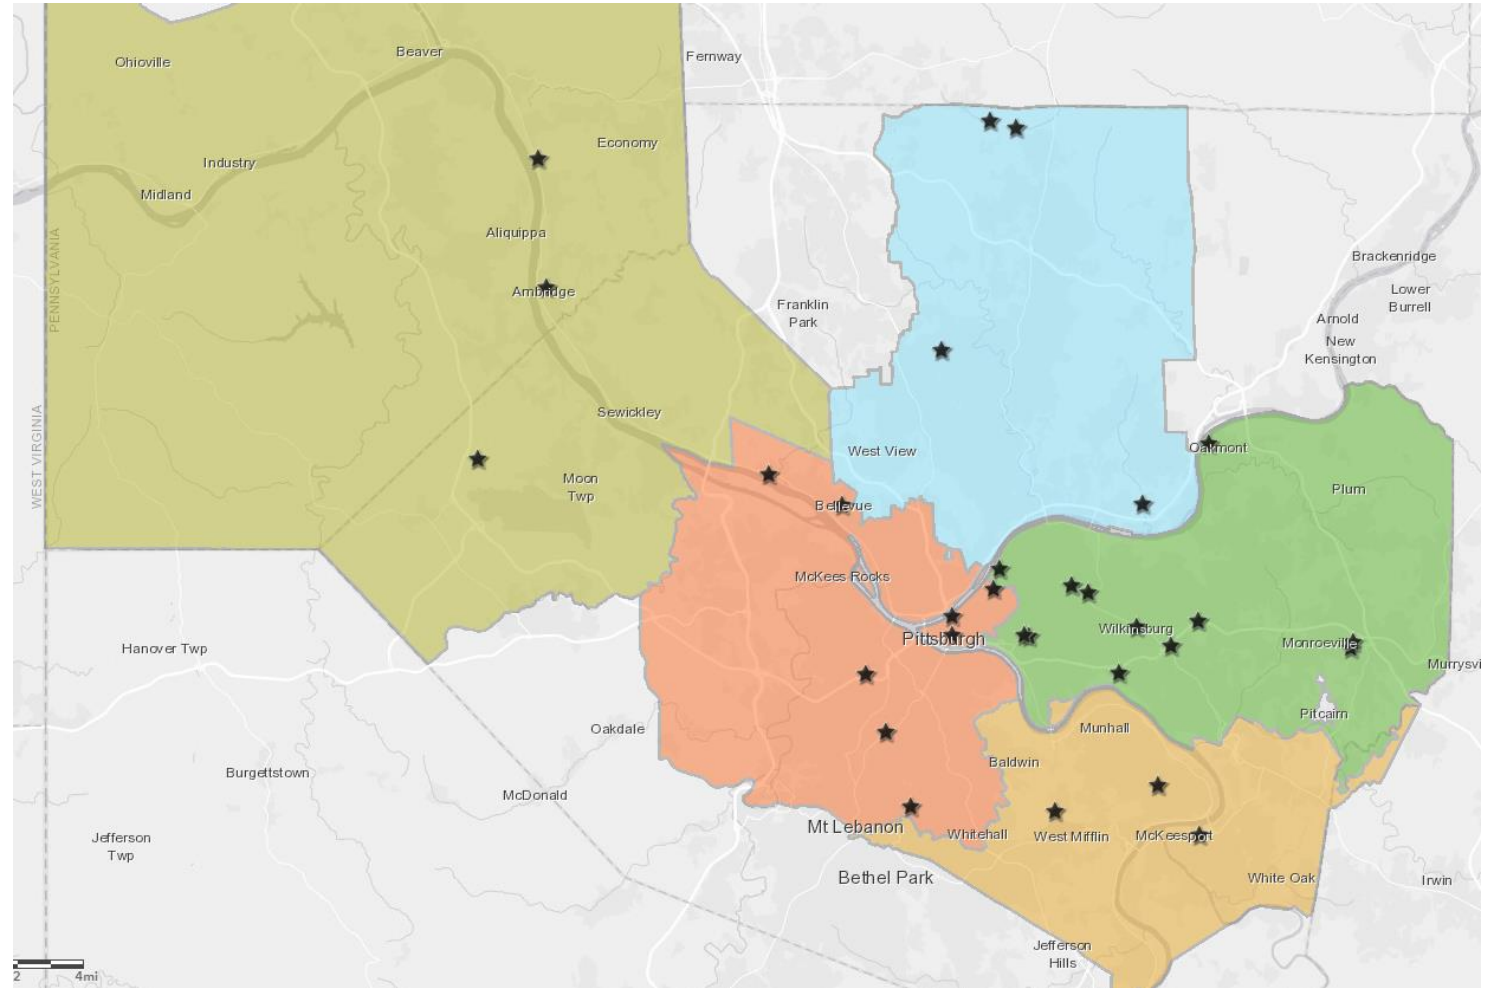 Beaver
Fernway
Ohioville
Economy
Industry
Midland
Aliquippa
PENNSYLVANIA
Brackenridge
Ambridge
Lower
Burrell
Franklin
Park
Arnold
New
Kensington
Sewickley
WEST VIRGINIA
Oakmont
West View
Moon
Twp
Plum
Bellevue
McKees Rocks
Wilkinsburg
Pittsburgh
Monroeville
Hanover Twp
Murrysvi
Pitcairn
Oakdale
Munhall
Baldwin
Burgettstown
McDonald
Mt Lebanon
Whitehall
West Mifflin
McKeesport
Jefferson
Twp
Bethel Park
White Oak
Irwin
Jefferson
Hills
2 4mi